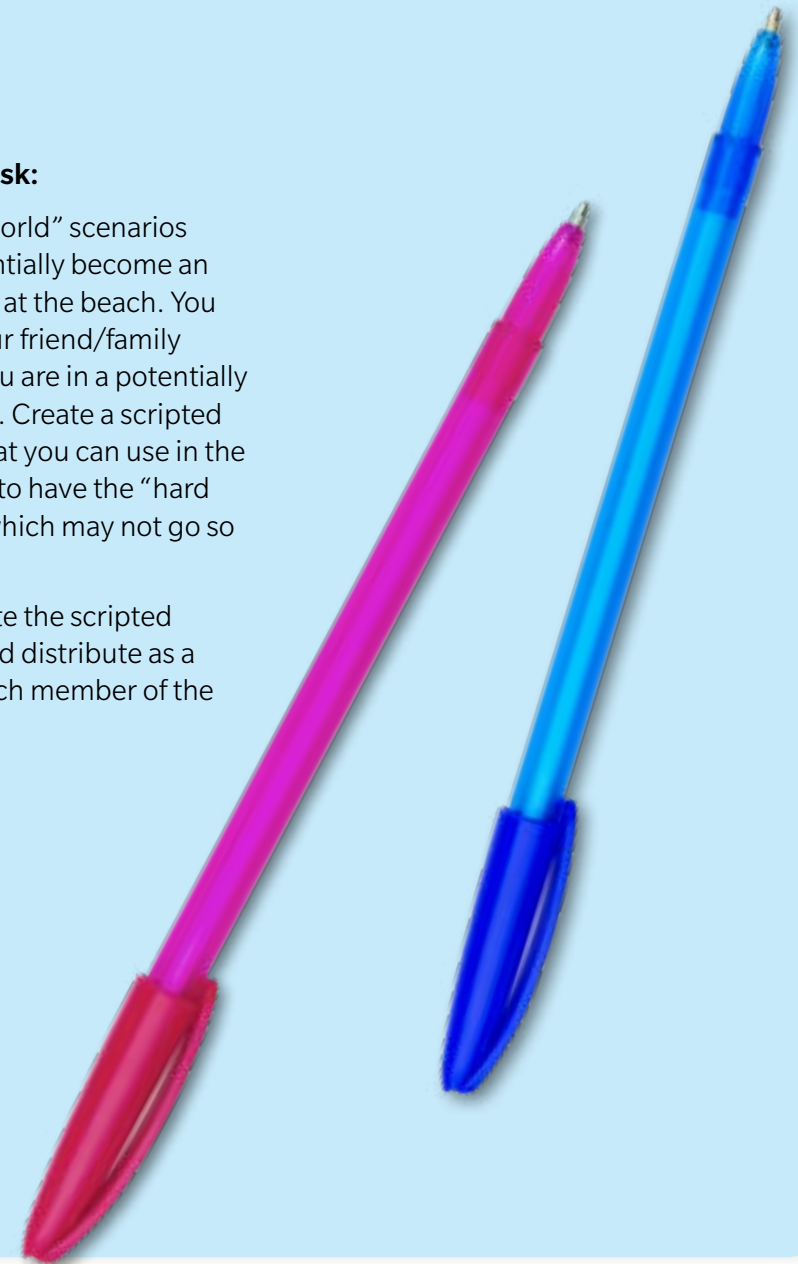 sk:
orld” scenarios
ntially become an
at the beach. You
ur friend/family
u are in a potentially
. Create a scripted
at you can use in the
to have the “hard
which may not go so
te the scripted
d distribute as a
ch member of the